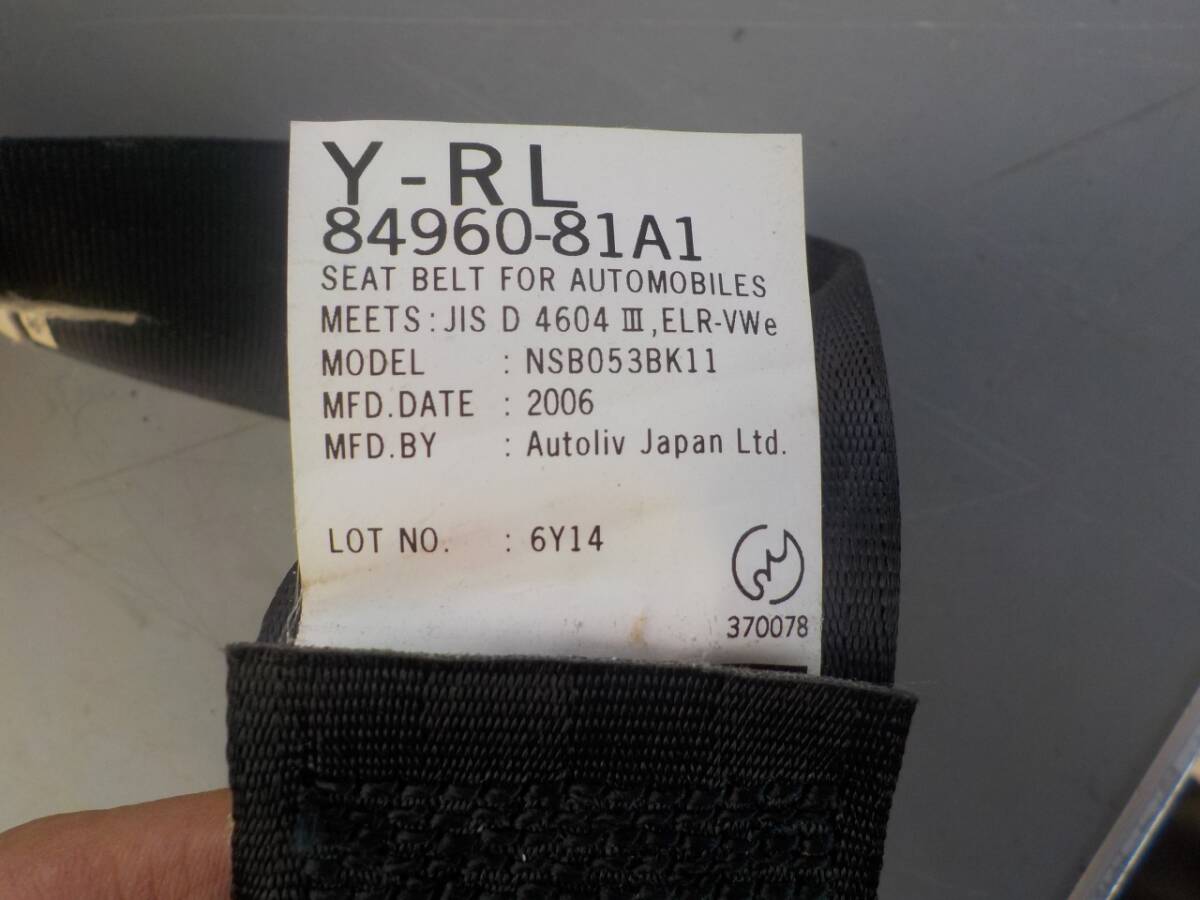 Y-RL
84960-81A1
SEAT BELT FOR AUTOMOBILES
MEETS : JIS D 4604 Ⅲ, ELR-VWe
MODEL : NSB053BK11
MFD.DATE : 2006
MFD.BY : Autoliv Japan Ltd.
LOT NO. : 6Y14
370078